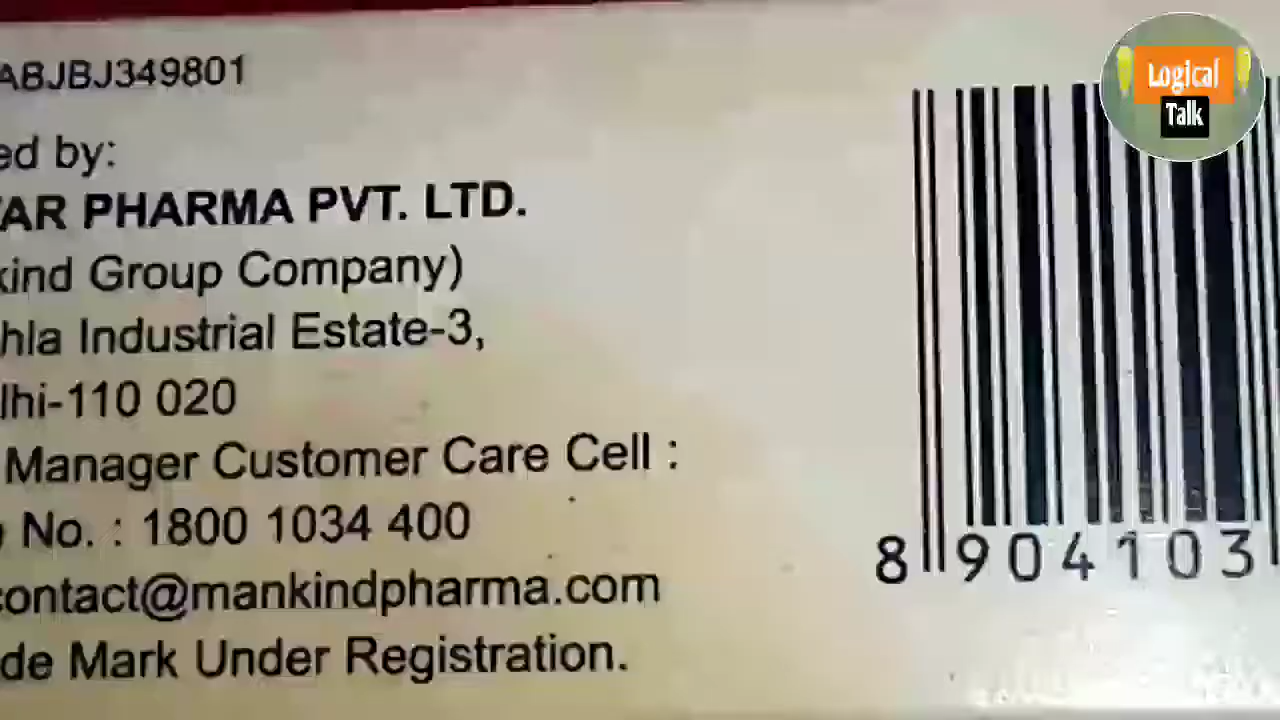 ABJBJ349801
ed by:
AR PHARMA PVT. LTD.
kind Group Company)
hla Industrial Estate-3,
lhi-110 020
Manager Customer Care Cell :
No. : 1800 1034 400
contact@mankindpharma.com
de Mark Under Registration.
8 904103
Logical
Talk